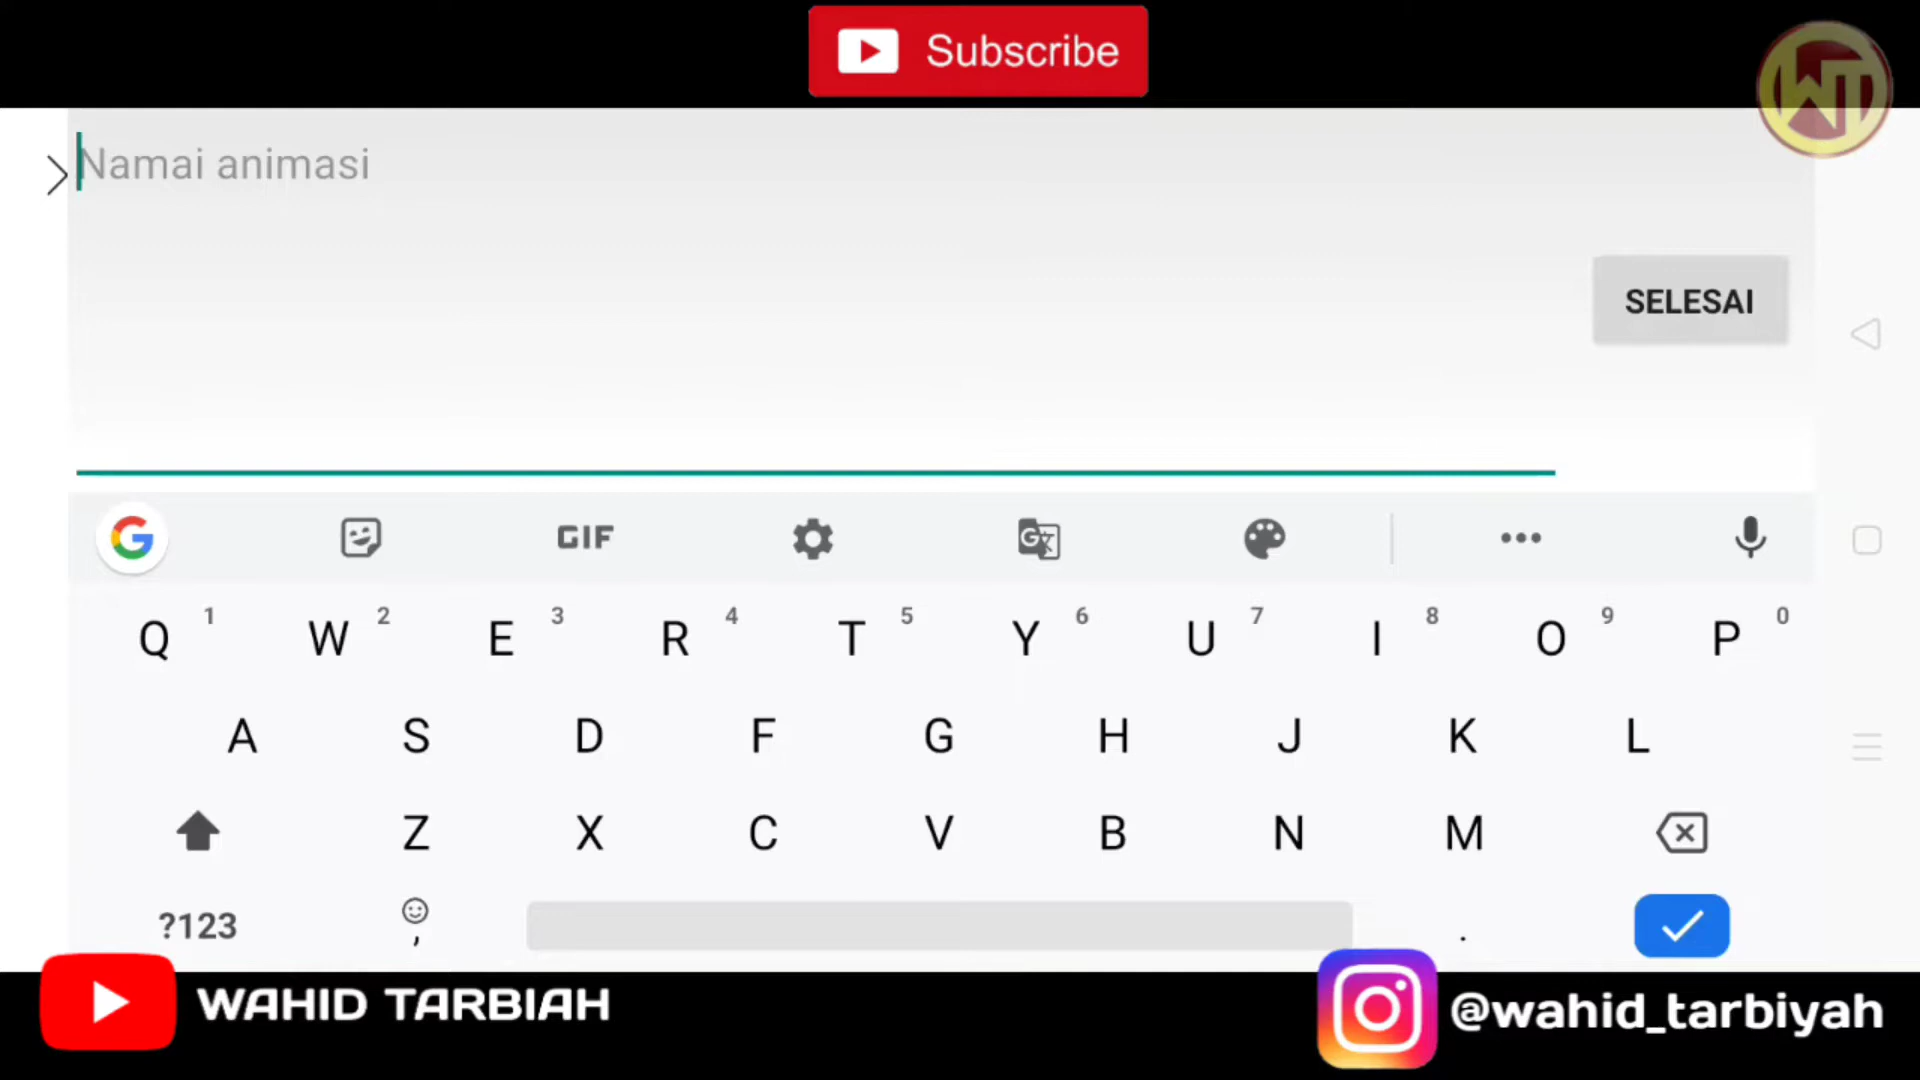 Subscribe
WT
Namai animasi
SELESAI
G GIF G
Q 1 W 2 E 3 R 4 T 5 Y 6 U 7 I 8 O 9 P 0
A S D F G H J K L
Z X C V B N M
?123 , .
WAHID TARBIAH
@wahid_tarbiyah